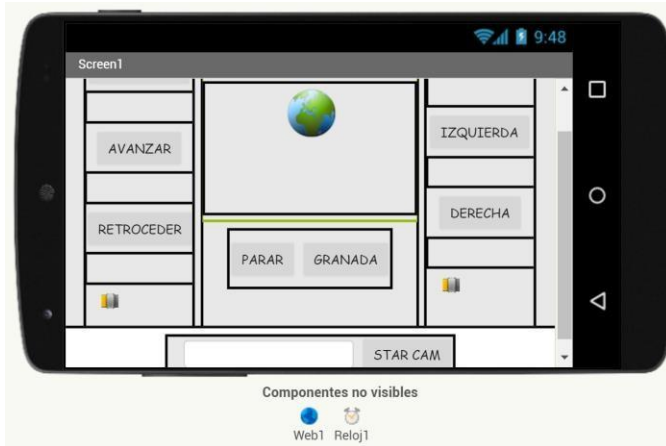 9:48
Screen1
AVANZAR
IZQUIERDA
RETROCEDER
DERECHA
PARAR GRANADA
STAR CAM
Componentes no visibles
Web1 Reloj1